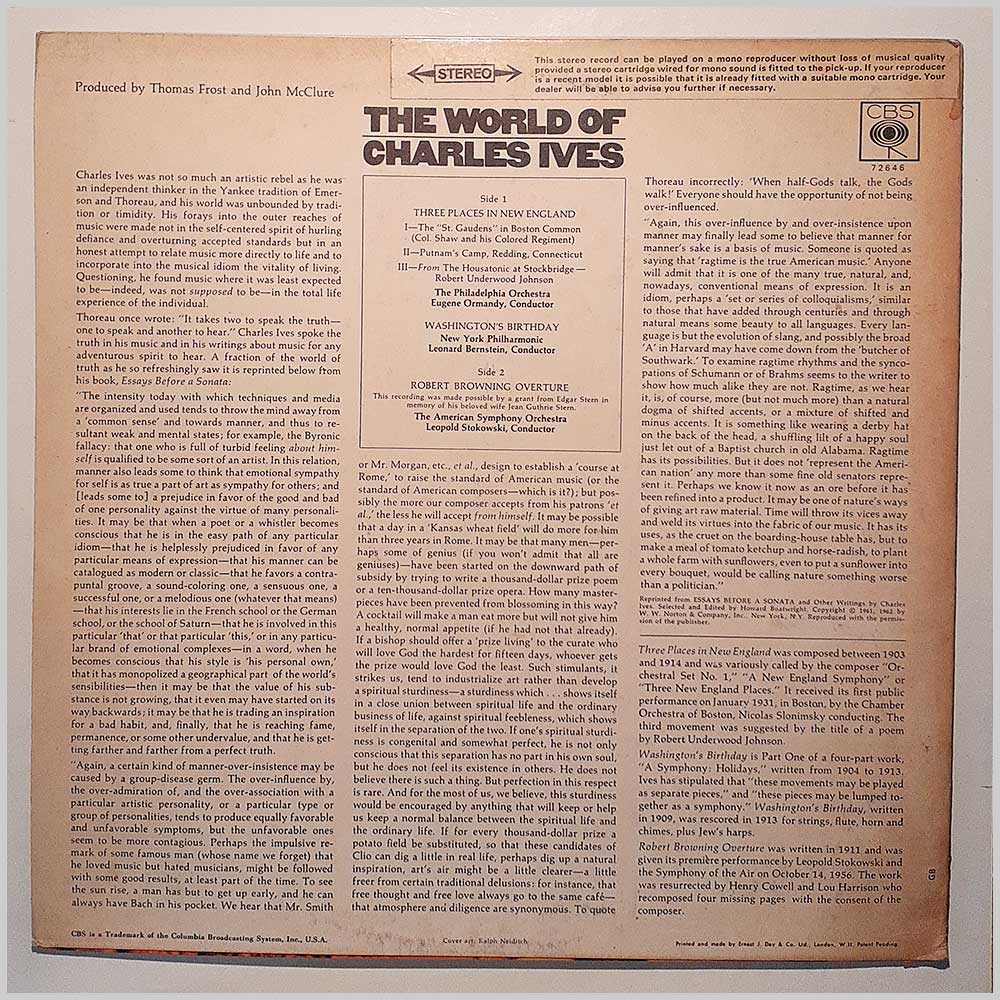 Produced by Thomas Frost and John McClure
STEREO
This stereo record can be played on a mono reproducer without loss of musical quality
provided a stereo cartridge wired for mono sound is fitted to the pick-up. If your reproducer
is a recent model it is possible that it is already fitted with a suitable mono cartridge. Your
dealer will be able to advise you further if necessary.
THE WORLD OF
CHARLES IVES
CBS
72646
Charles Ives was not so much an artistic rebel as he was
an independent thinker in the Yankee tradition of Emer-
son and Thoreau, and his world was unbounded by tradi-
tion or timidity. His forays into the outer reaches of
music were made not in the self-centered spirit of hurling
defiance and overturning accepted standards but in an
honest attempt to relate music more directly to life and to
incorporate into the musical idiom the vitality of living.
Questioning, he found music where it was least expected
to be—indeed, was not supposed to be—in the total life
experience of the individual.
Thoreau once wrote: "It takes two to speak the truth—
one to speak and another to hear." Charles Ives spoke the
truth in his music and in his writings about music for any
adventurous spirit to hear. A fraction of the world of
truth as he so refreshingly saw it is reprinted below from
his book, Essays Before a Sonata:
"The intensity today with which techniques and media
are organized and used tends to throw the mind away from
a 'common sense' and towards manner, and thus to re-
sultant weak and mental states; for example, the Byronic
fallacy: that one who is full of turbid feeling about him-
self is qualified to be some sort of an artist. In this relation,
manner also leads some to think that emotional sympathy
for self is as true a part of art as sympathy for others; and
[leads some to] a prejudice in favor of the good and bad
of one personality against the virtue of many personali-
ties. It may be that when a poet or a whistler becomes
conscious that he is in the easy path of any particular
idiom—that he is helplessly prejudiced in favor of any
particular means of expression—that his manner can be
catalogued as modern or classic—that he favors a contra-
puntal groove, a sound-coloring one, a sensuous one, a
successful one, or a melodious one (whatever that means)
—that his interests lie in the French school or the German
school, or the school of Saturn—that he is involved in this
particular 'that' or that particular 'this,' or in any particu-
lar brand of emotional complexes—in a word, when he
becomes conscious that his style is 'his personal own,'
that it has monopolized a geographical part of the world's
sensibilities—then it may be that the value of his sub-
stance is not growing, that it even may have started on its
way backwards; it may be that he is trading an inspiration
for a bad habit, and, finally, that he is reaching fame,
permanence, or some other undervalue, and that he is get-
ting farther and farther from a perfect truth.
"Again, a certain kind of manner-over-insistence may be
caused by a group-disease germ. The over-influence by,
the over-admiration of, and the over-association with a
particular artistic personality, or a particular type or
group of personalities, tends to produce equally favorable
and unfavorable symptoms, but the unfavorable ones
seem to be more contagious. Perhaps the impulsive re-
mark of some famous man (whose name we forget) that
he loved music but hated musicians, might be followed
with some good results, at least part of the time. To see
the sun rise, a man has but to get up early, and he can
always have Bach in his pocket. We hear that Mr. Smith
Side 1
THREE PLACES IN NEW ENGLAND
I—The "St. Gaudens" in Boston Common
(Col. Shaw and his Colored Regiment)
II—Putnam's Camp, Redding, Connecticut
III—From The Housatonic at Stockbridge—
Robert Underwood Johnson
The Philadelphia Orchestra
Eugene Ormandy, Conductor
WASHINGTON'S BIRTHDAY
New York Philharmonic
Leonard Bernstein, Conductor
Side 2
ROBERT BROWNING OVERTURE
This recording was made possible by a grant from Edgar Stern in
memory of his beloved wife Jean Guthrie Stern.
The American Symphony Orchestra
Leopold Stokowski, Conductor
or Mr. Morgan, etc., et al., design to establish a 'course at
Rome,' to raise the standard of American music (or the
standard of American composers—which is it?); but pos-
sibly the more our composer accepts from his patrons 'et
al.,' the less he will accept from himself. It may be possible
that a day in a 'Kansas wheat field' will do more for him
than three years in Rome. It may be that many men—per-
haps some of genius (if you won't admit that all are
geniuses)—have been started on the downward path of
subsidy by trying to write a thousand-dollar prize poem
or a ten-thousand-dollar prize opera. How many master-
pieces have been prevented from blossoming in this way?
A cocktail will make a man eat more but will not give him
a healthy, normal appetite (if he had not that already).
If a bishop should offer a 'prize living' to the curate who
will love God the hardest for fifteen days, whoever gets
the prize would love God the least. Such stimulants, it
strikes us, tend to industrialize art rather than develop
a spiritual sturdiness—a sturdiness which . . . shows itself
in a close union between spiritual life and the ordinary
business of life, against spiritual feebleness, which shows
itself in the separation of the two. If one's spiritual sturdi-
ness is congenital and somewhat perfect, he is not only
conscious that this separation has no part in his own soul,
but he does not feel its existence in others. He does not
believe there is such a thing. But perfection in this respect
is rare. And for the most of us, we believe, this sturdiness
would be encouraged by anything that will keep or help
us keep a normal balance between the spiritual life and
the ordinary life. If for every thousand-dollar prize a
potato field be substituted, so that these candidates of
Clio can dig a little in real life, perhaps dig up a natural
inspiration, art's air might be a little clearer—a little
freer from certain traditional delusions: for instance, that
free thought and free love always go to the same café—
that atmosphere and diligence are synonymous. To quote
Thoreau incorrectly: 'When half-Gods talk, the Gods
walk!' Everyone should have the opportunity of not being
over-influenced.
"Again, this over-influence by and over-insistence upon
manner may finally lead some to believe that manner for
manner's sake is a basis of music. Someone is quoted as
saying that 'ragtime is the true American music.' Anyone
will admit that it is one of the many true, natural, and,
nowadays, conventional means of expression. It is an
idiom, perhaps a 'set or series of colloquialisms,' similar
to those that have added through centuries and through
natural means some beauty to all languages. Every lan-
guage is but the evolution of slang, and possibly the broad
'A' in Harvard may have come down from the 'butcher of
Southwark.' To examine ragtime rhythms and the synco-
pations of Schumann or of Brahms seems to the writer to
show how much alike they are not. Ragtime, as we hear
it, is, of course, more (but not much more) than a natural
dogma of shifted accents, or a mixture of shifted and
minus accents. It is something like wearing a derby hat
on the back of the head, a shuffling lilt of a happy soul
just let out of a Baptist church in old Alabama. Ragtime
has its possibilities. But it does not 'represent the Ameri-
can nation' any more than some fine old senators repre-
sent it. Perhaps we know it now as an ore before it has
been refined into a product. It may be one of nature's ways
of giving art raw material. Time will throw its vices away
and weld its virtues into the fabric of our music. It has its
uses, as the cruet on the boarding-house table has, but to
make a meal of tomato ketchup and horse-radish, to plant
a whole farm with sunflowers, even to put a sunflower into
every bouquet, would be calling nature something worse
than a politician."
Reprinted from ESSAYS BEFORE A SONATA and Other Writings by Charles
Ives. Selected and Edited by Howard Boatwright. Copyright © 1961, 1962 by
W. W. Norton & Company, Inc. New York, N.Y. Reproduced with the permis-
sion of the publisher.
Three Places in New England was composed between 1903
and 1914 and was variously called by the composer "Or-
chestral Set No. 1," "A New England Symphony" or
"Three New England Places." It received its first public
performance on January 1931, in Boston, by the Chamber
Orchestra of Boston, Nicolas Slonimsky conducting. The
third movement was suggested by the title of a poem
by Robert Underwood Johnson.
Washington's Birthday is Part One of a four-part work,
"A Symphony: Holidays," written from 1904 to 1913.
Ives has stipulated that "these movements may be played
as separate pieces," and "these pieces may be lumped to-
gether as a symphony." Washington's Birthday, written
in 1909, was rescored in 1913 for strings, flute, horn and
chimes, plus Jew's harps.
Robert Browning Overture was written in 1911 and was
given its première performance by Leopold Stokowski and
the Symphony of the Air on October 14, 1956. The work
was resurrected by Henry Cowell and Lou Harrison who
recomposed four missing pages with the consent of the
composer.
GB
CBS is a Trademark of the Columbia Broadcasting System, Inc., U.S.A.
Cover art: Ralph Neiditch
Printed and made by Ernest J. Day & Co. Ltd., London, W.11. Patent Pending